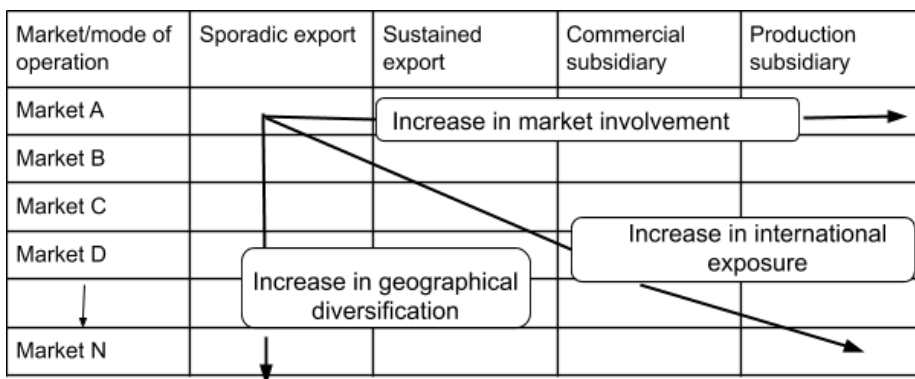 Market/mode of
operation
Sporadic export
Sustained
export
Commercial
subsidiary
Production
subsidiary
Market A
Increase in market involvement
Market B
Market C
Market D
Increase in international
exposure
Increase in geographical
diversification
Market N